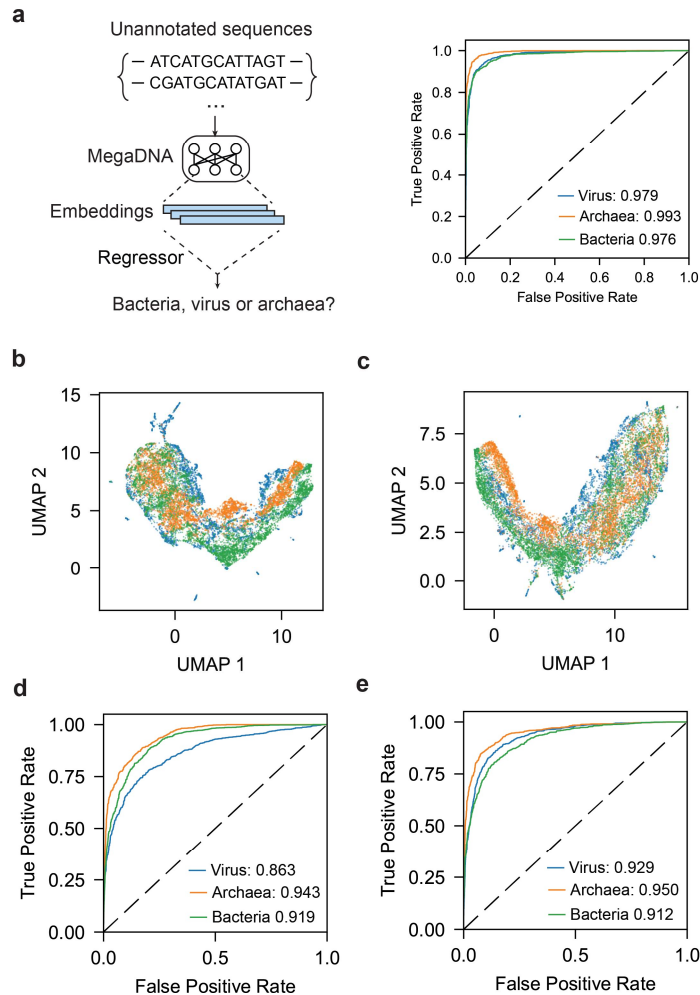 a
Unannotated sequences
— ATCATGCATTAGT —
— CGATGCATATGAT —
...
MegaDNA
Embeddings
Regressor
Bacteria, virus or archaea?
True Positive Rate
1.0
0.8
0.6
0.4
0.2
0.0
Virus: 0.979
Archaea: 0.993
Bacteria 0.976
0.0 0.2 0.4 0.6 0.8 1.0
False Positive Rate
b
UMAP 2
15
10
5
0
0 10
UMAP 1
c
UMAP 2
7.5
5.0
2.5
0.0
0 10
UMAP 1
d
True Positive Rate
1.00
0.75
0.50
0.25
0.00
Virus: 0.863
Archaea: 0.943
Bacteria 0.919
0.0 0.5 1.0
False Positive Rate
e
True Positive Rate
1.00
0.75
0.50
0.25
0.00
Virus: 0.929
Archaea: 0.950
Bacteria 0.912
0.0 0.5 1.0
False Positive Rate